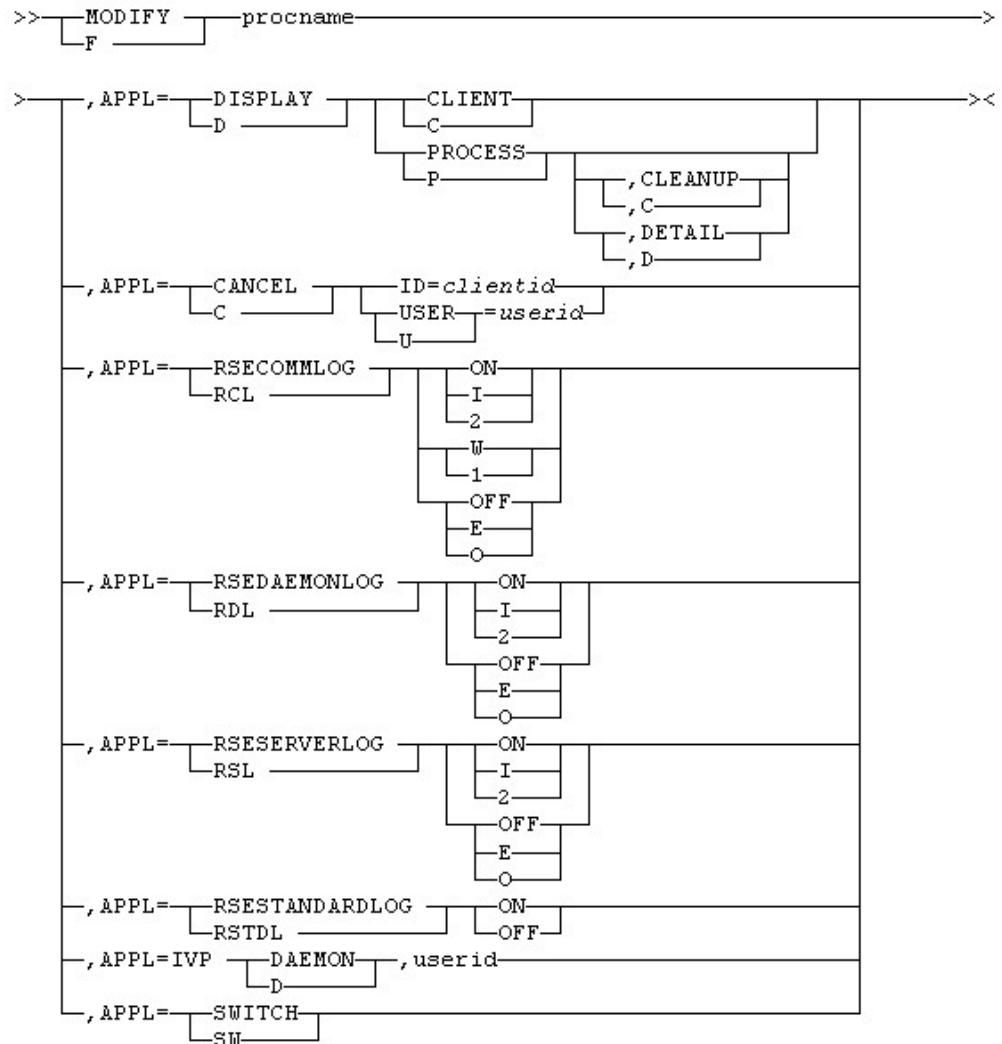 >> MODIFY procname >
F
> ,APPL= DISPLAY CLIENT ><
D C
PROCESS
P ,CLEANUP
,C
,DETAIL
,D
,APPL= CANCEL ID=clientid
C USER =userid
U
,APPL= RSECOMMLOG ON
RCL I
2
W
1
OFF
E
O
,APPL= RSEDAEMONLOG ON
RDL I
2
OFF
E
O
,APPL= RSESERVERLOG ON
RSL I
2
OFF
E
O
,APPL= RSESTANDARDLOG ON
RSTDL OFF
,APPL=IVP DAEMON ,userid
D
,APPL= SWITCH
SW